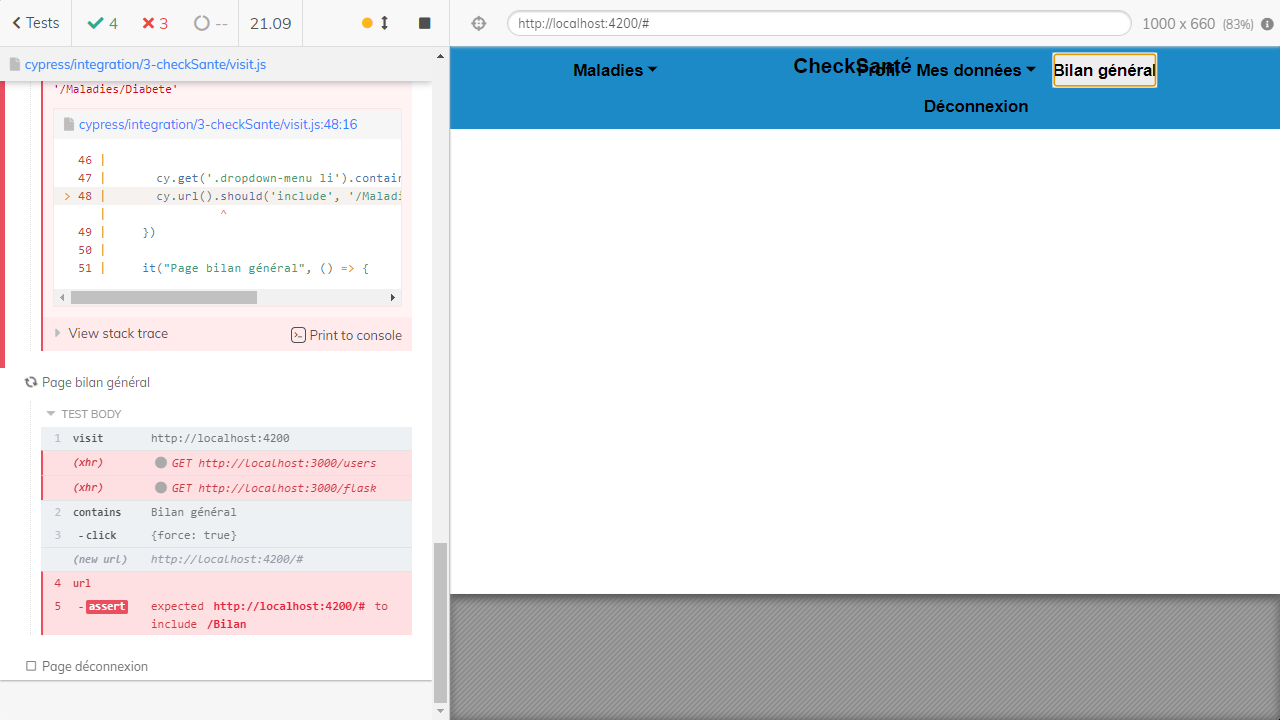 Tests
4
3
--
21.09
http://localhost:4200/#
1000 x 660 (83%)
cypress/integration/3-checkSante/visit.js
'/Maladies/Diabete'
cypress/integration/3-checkSante/visit.js:48:16
46 |
47 | cy.get('.dropdown-menu li').contain
> 48 | cy.url().should('include', '/Maladi
| ^
49 | })
50 |
51 | it("Page bilan général", () => {
View stack trace
Print to console
Page bilan général
TEST BODY
1 visit http://localhost:4200
(xhr) GET http://localhost:3000/users
(xhr) GET http://localhost:3000/flask
2 contains Bilan général
3 -click {force: true}
(new url) http://localhost:4200/#
4 url
5 -assert expected http://localhost:4200/# to
include /Bilan
Page déconnexion
Maladies
CheckSanté
Profil
Mes données
Bilan général
Déconnexion